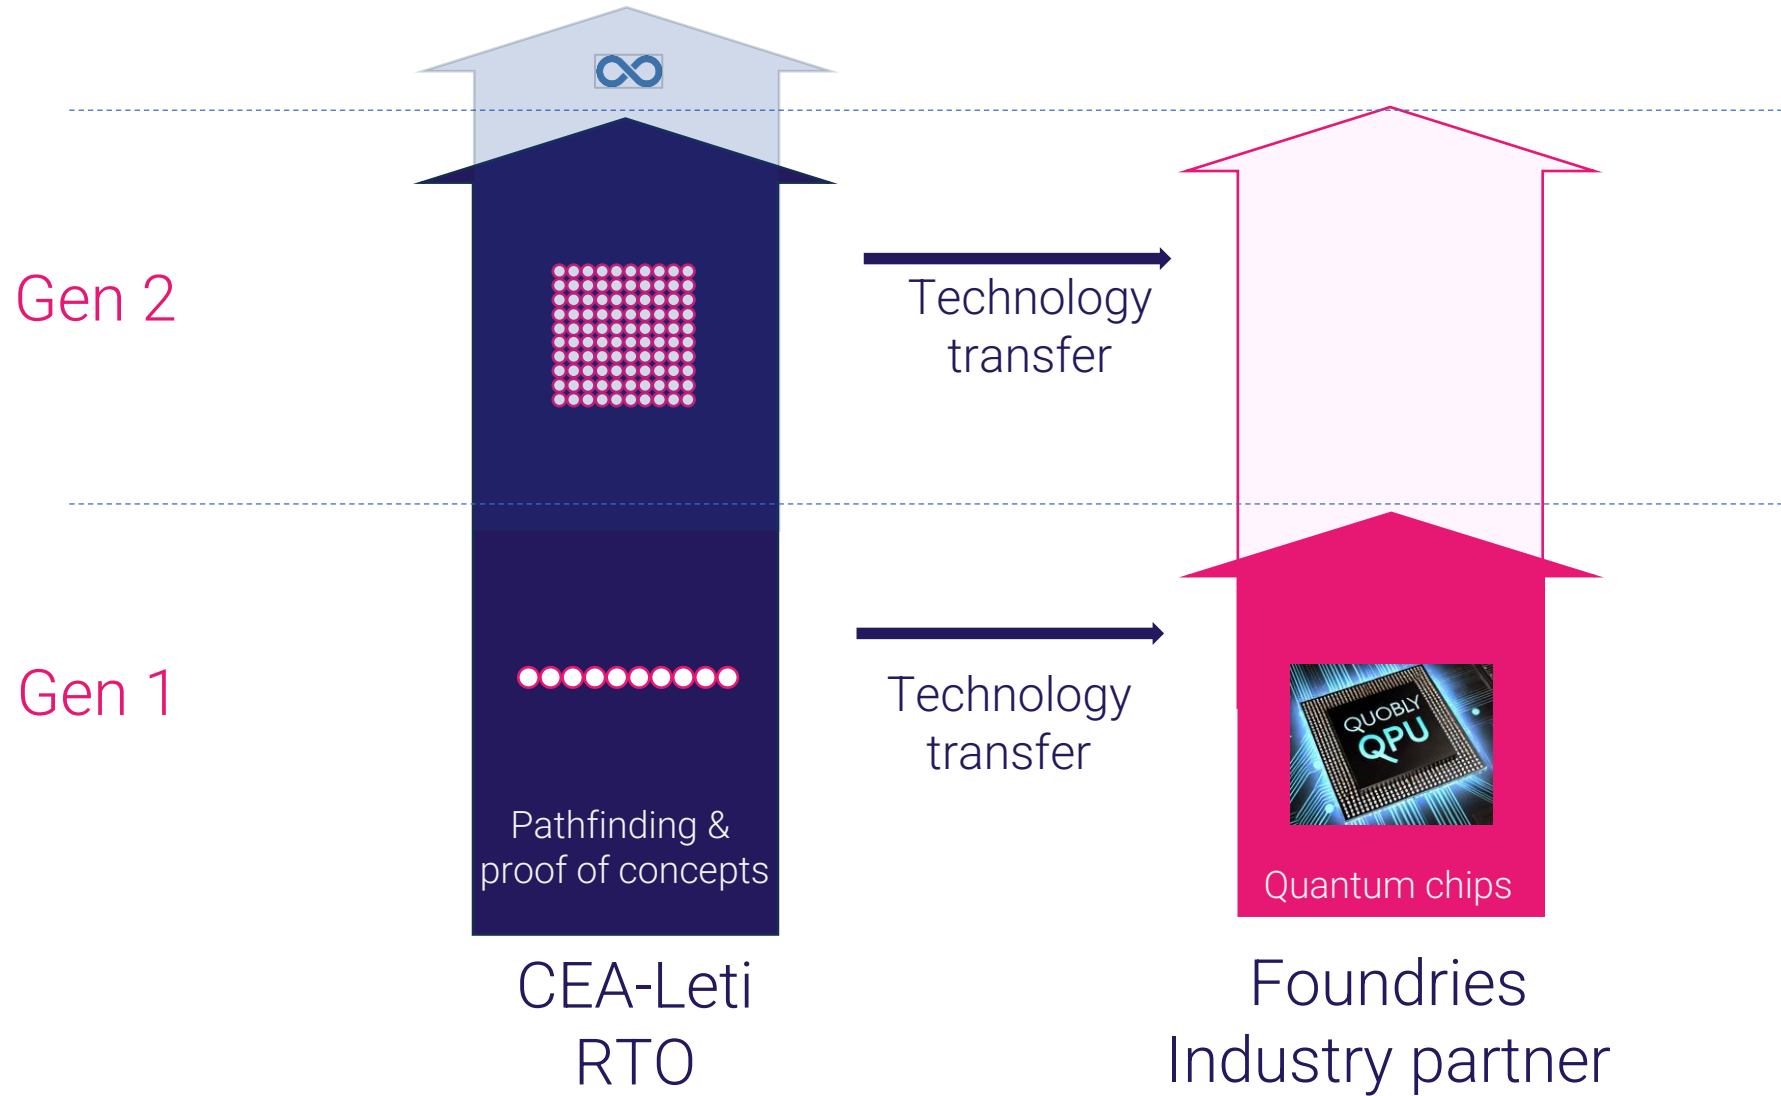 Gen 2
Technology
transfer
Gen 1
Technology
transfer
QUOBLY
QPU
Pathfinding &
proof of concepts
Quantum chips
CEA-Leti
RTO
Foundries
Industry partner